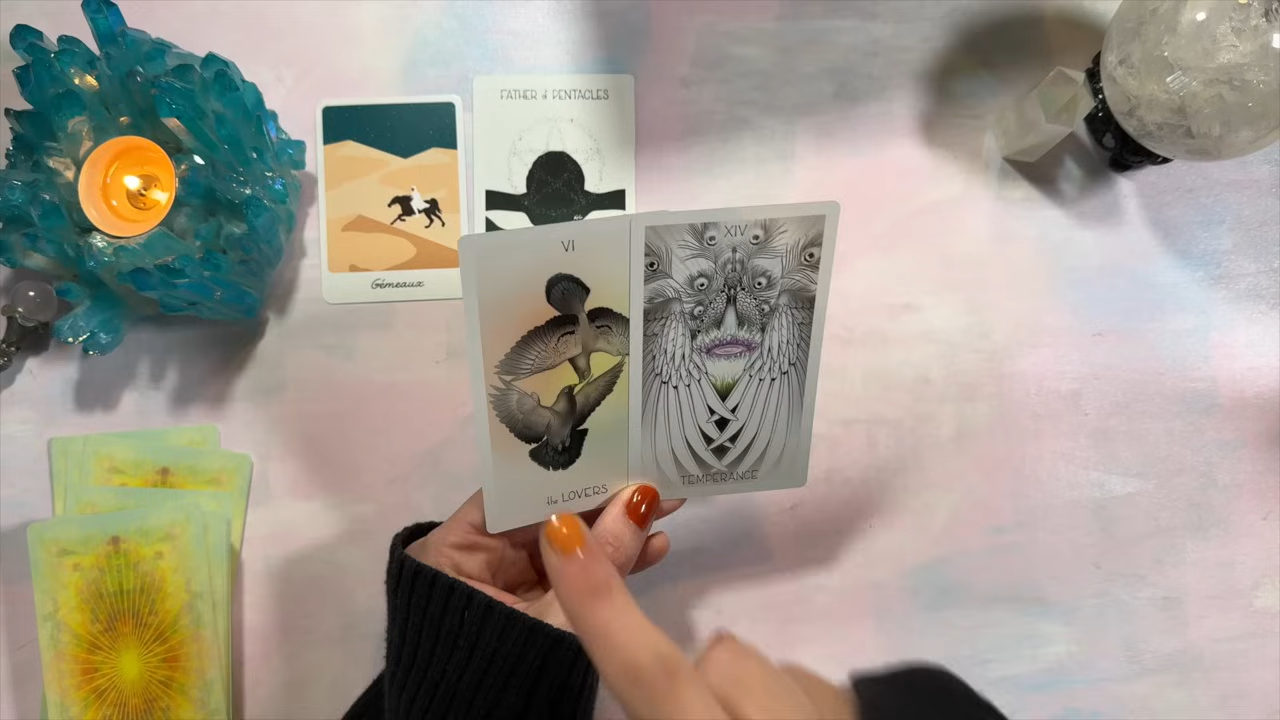 FATHER of PENTACLES
Gémeaux
VI
the LOVERS
XIV
TEMPERANCE